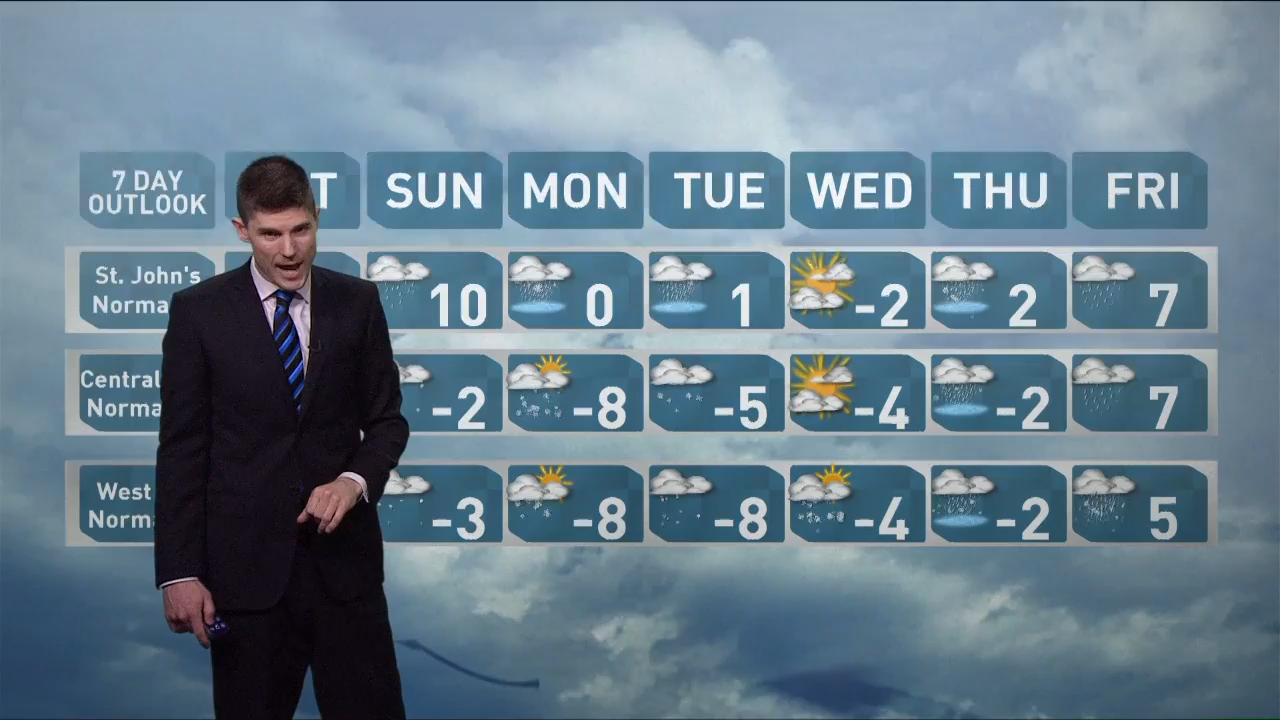 7 DAY
OUTLOOK
T
SUN
MON
TUE
WED
THU
FRI
St. John's
Norma
10
0
1
-2
2
7
Central
Norma
-2
-8
-5
-4
-2
7
West
Norm
-3
-8
-8
-4
-2
5